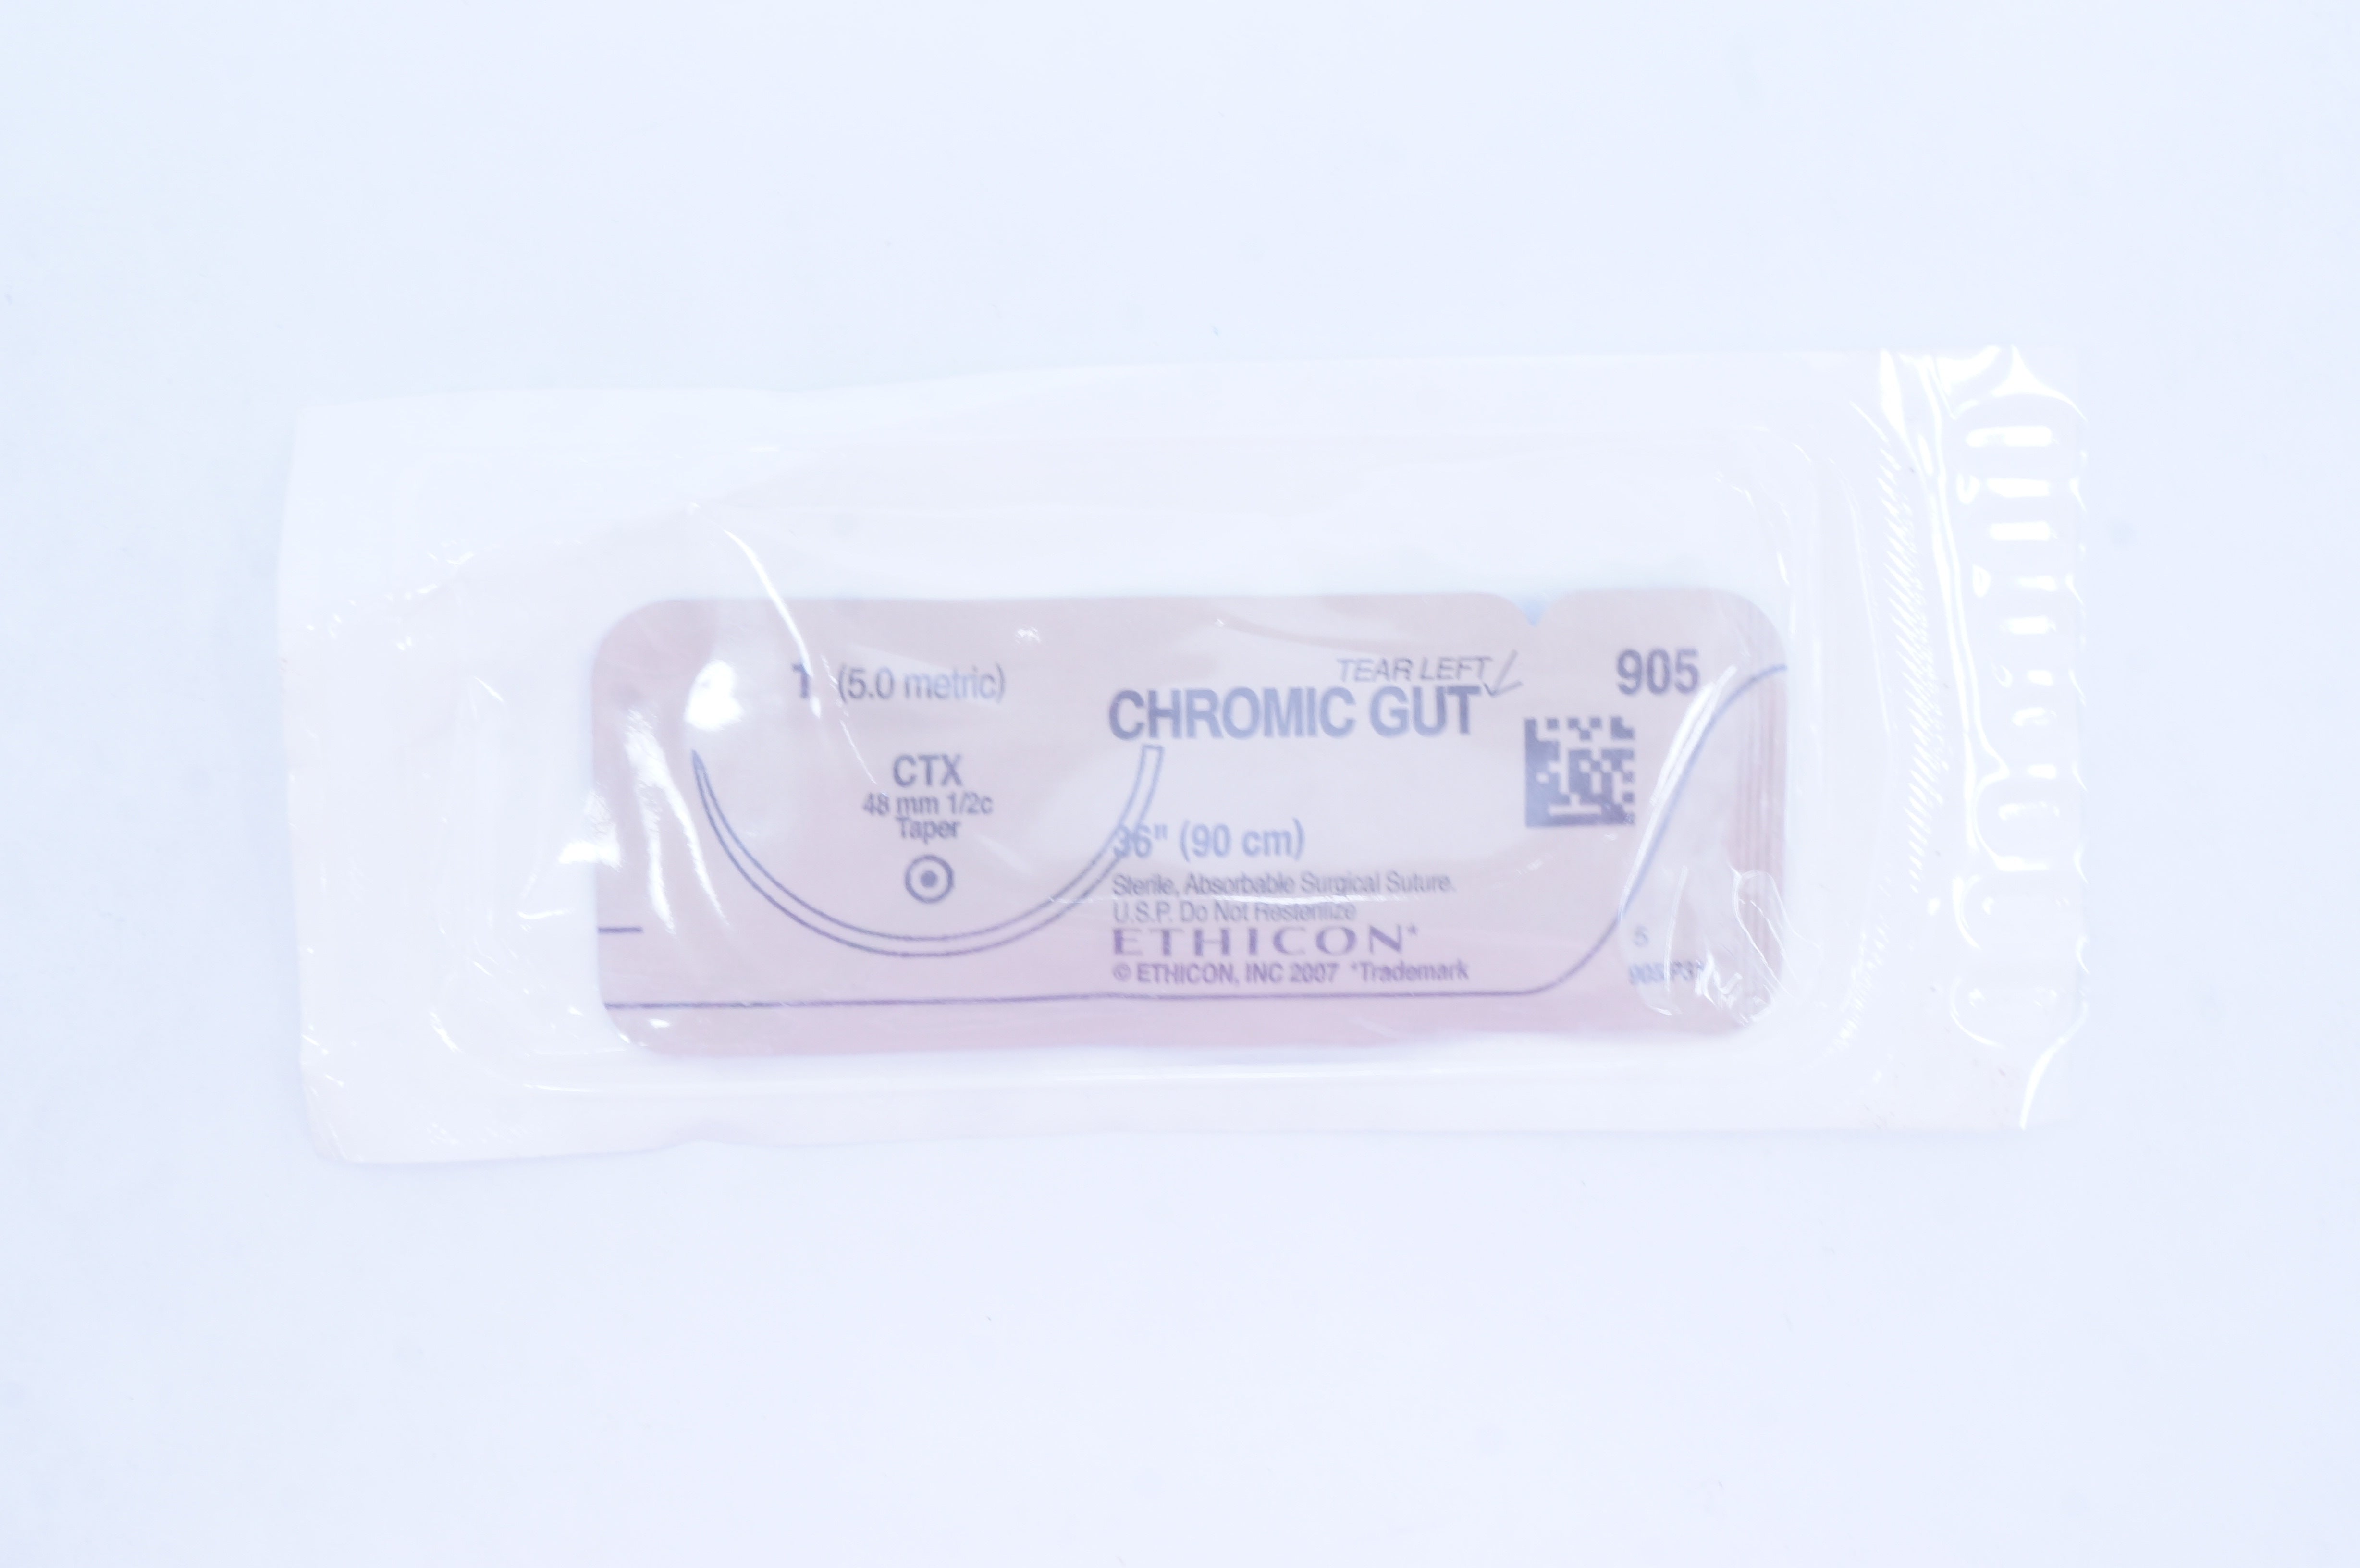 1 (5.0 metric)
CTX
48 mm 1/2c
Taper
TEAR LEFT
CHROMIC GUT
905
36" (90 cm)
Sterile, Absorbable Surgical Suture.
U.S.P. Do Not Resterilize
ETHICON*
© ETHICON, INC 2007 *Trademark
5